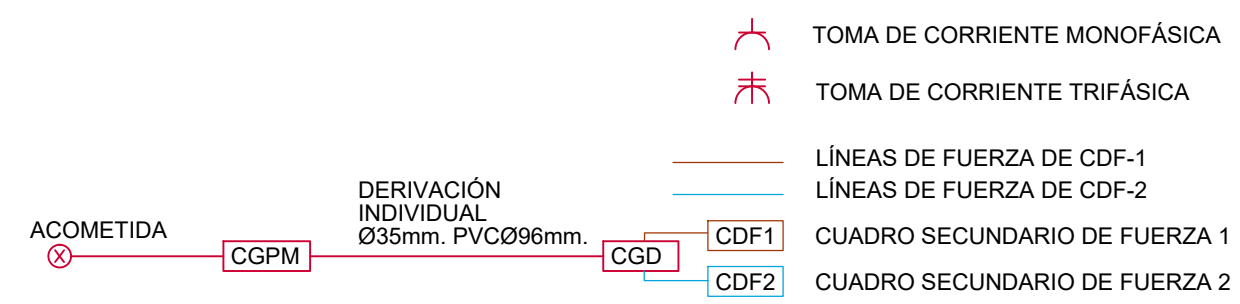 TOMA DE CORRIENTE MONOFÁSICA
TOMA DE CORRIENTE TRIFÁSICA
LÍNEAS DE FUERZA DE CDF-1
LÍNEAS DE FUERZA DE CDF-2
DERIVACIÓN
INDIVIDUAL
Ø35mm. PVCØ96mm.
ACOMETIDA
X
CGPM
CGD
CDF1
CUADRO SECUNDARIO DE FUERZA 1
CDF2
CUADRO SECUNDARIO DE FUERZA 2